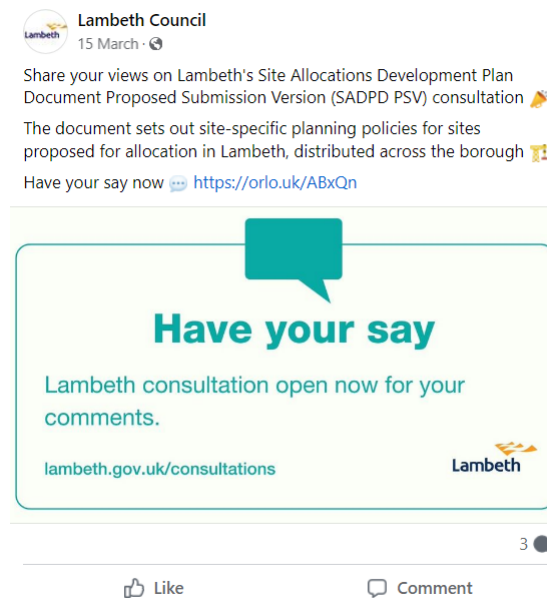 Lambeth Council
Lambeth
15 March ·
Share your views on Lambeth's Site Allocations Development Plan
Document Proposed Submission Version (SADPD PSV) consultation 🎉
The document sets out site-specific planning policies for sites
proposed for allocation in Lambeth, distributed across the borough 🏗️
Have your say now 💬 https://orlo.uk/ABxQn
Have your say
Lambeth consultation open now for your
comments.
lambeth.gov.uk/consultations
Lambeth
3
Like
Comment